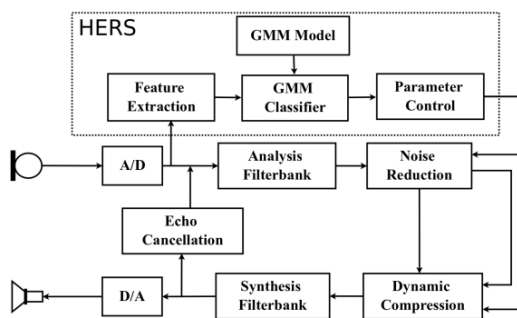 HERS
GMM Model
Feature
Extraction
GMM
Classifier
Parameter
Control
A/D
Analysis
Filterbank
Noise
Reduction
Echo
Cancellation
D/A
Synthesis
Filterbank
Dynamic
Compression